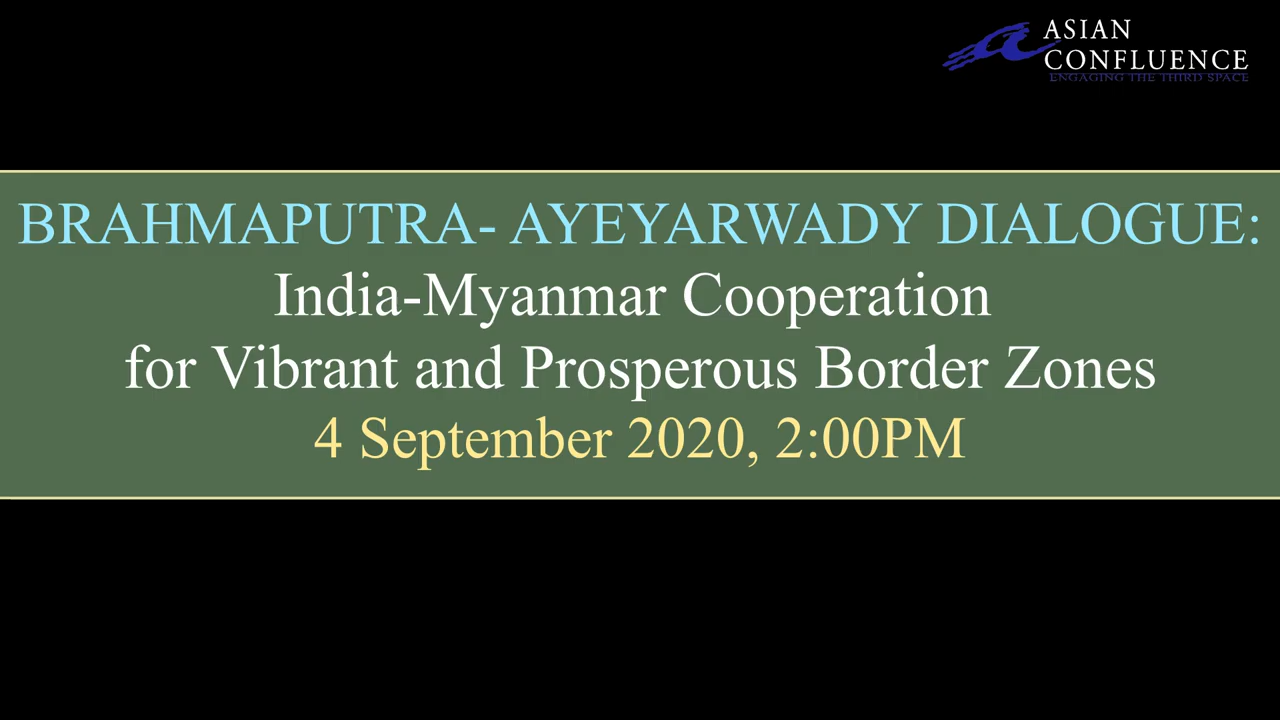 ASIAN
CONFLUENCE
ENGAGING THE THIRD SPACE
BRAHMAPUTRA- AYEYARWADY DIALOGUE:
India-Myanmar Cooperation
for Vibrant and Prosperous Border Zones
4 September 2020, 2:00PM